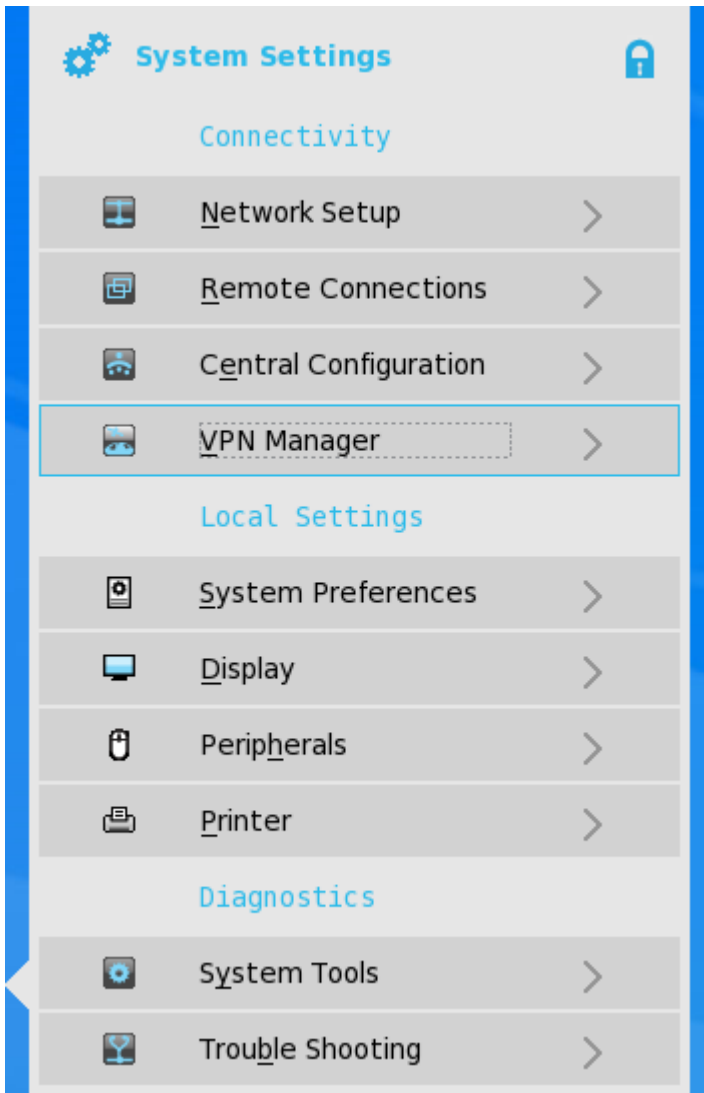 System Settings
Connectivity
Network Setup
Remote Connections
Central Configuration
VPN Manager
Local Settings
System Preferences
Display
Peripherals
Printer
Diagnostics
System Tools
Trouble Shooting